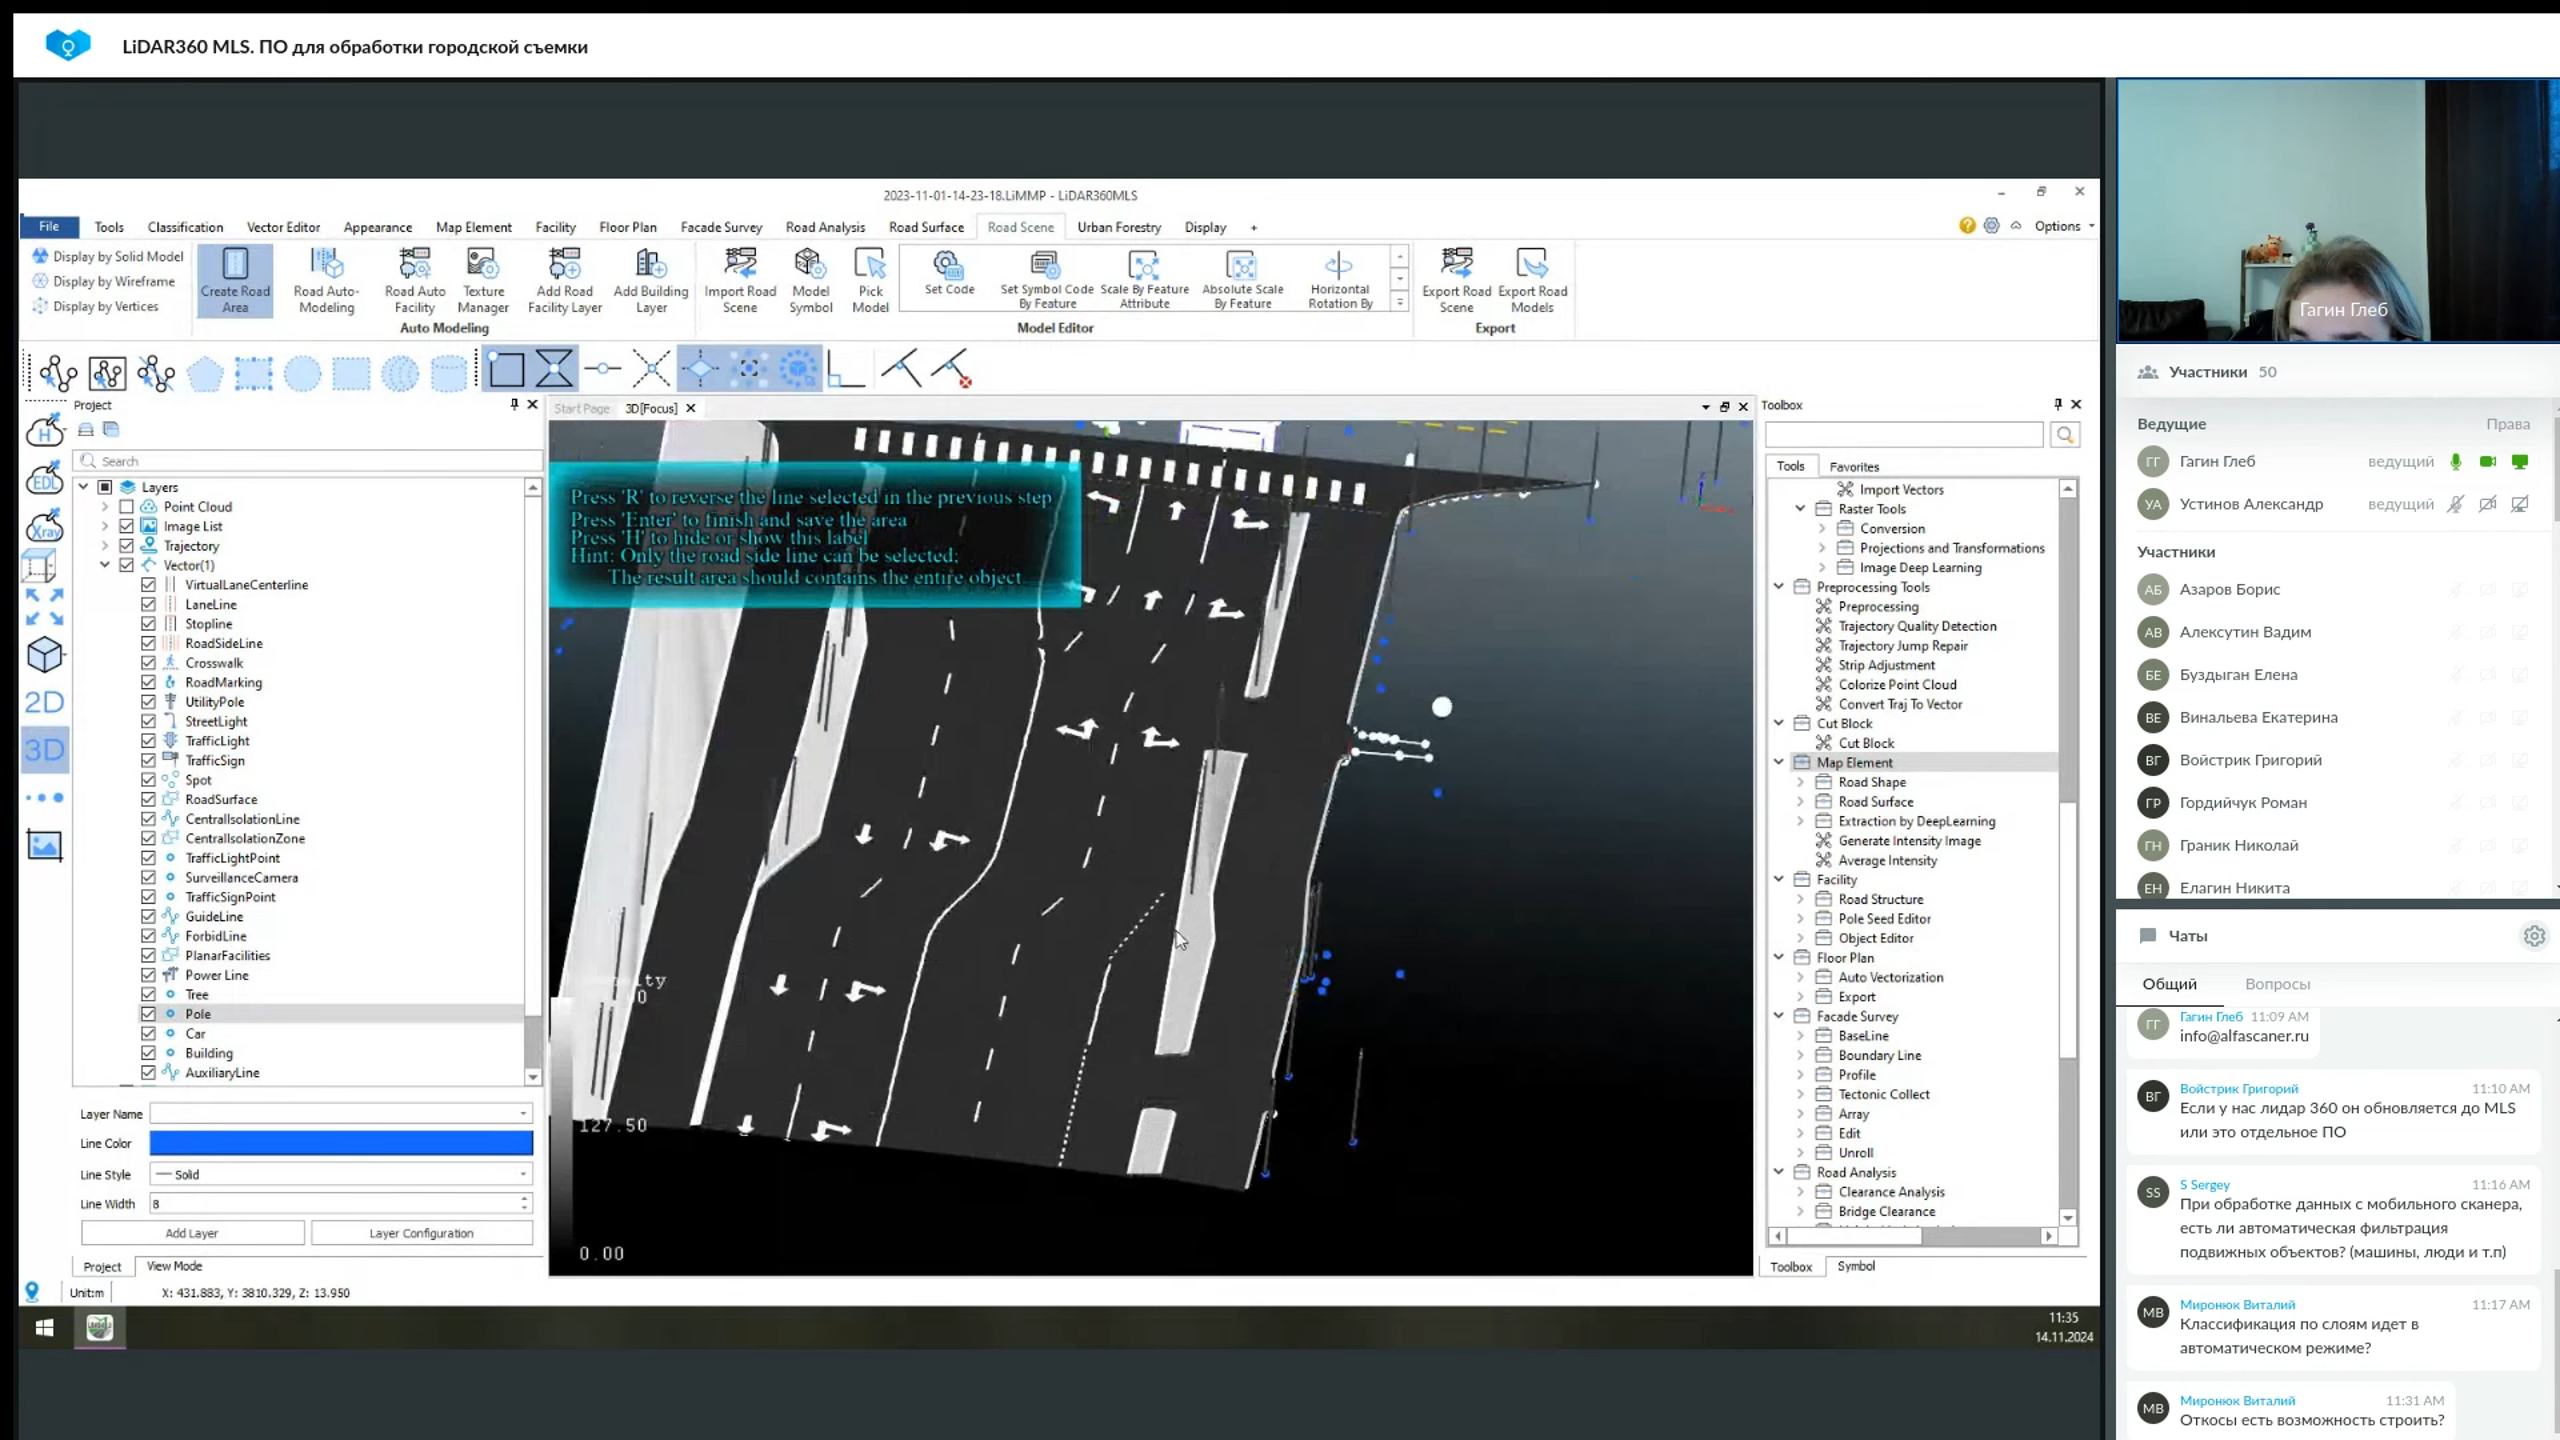 LiDAR360 MLS. ПО для обработки городской съемки
2023-11-01-14-23-18.LiMMP - LiDAR360MLS
File Tools Classification Vector Editor Appearance Map Element Facility Floor Plan Facade Survey Road Analysis Road Surface Road Scene Urban Forestry Display + Options
Display by Solid Model
Display by Wireframe
Display by Vertices
Create Road Area
Road Auto-Modeling
Road Auto Facility
Texture Manager
Add Road Facility Layer
Add Building Layer
Auto Modeling
Import Road Scene
Model Symbol
Pick Model
Set Code
Set Symbol Code By Feature
Scale By Feature Attribute
Absolute Scale By Feature
Horizontal Rotation By
Model Editor
Export Road Scene
Export Road Models
Export
Project
Search
H
EDL
Xray
2D
3D
Layers
Point Cloud
Image List
Trajectory
Vector(1)
VirtualLaneCenterline
LaneLine
Stopline
RoadSideLine
Crosswalk
RoadMarking
UtilityPole
StreetLight
TrafficLight
TrafficSign
Spot
RoadSurface
CentralIsolationLine
CentralIsolationZone
TrafficLightPoint
SurveillanceCamera
TrafficSignPoint
GuideLine
ForbidLine
PlanarFacilities
Power Line
Tree
Pole
Car
Building
AuxiliaryLine
Layer Name
Line Color
Line Style Solid
Line Width 8
Add Layer Layer Configuration
Project View Mode
Unit:m X: 431.883, Y: 3810.329, Z: 13.950
Start Page 3D[Focus]
Press 'R' to reverse the line selected in the previous step
Press 'Enter' to finish and save the area
Press 'H' to hide or show this label
Hint: Only the road side line can be selected;
The result area should contains the entire object.
127.50
0.00
Toolbox
Tools Favorites
Import Vectors
Raster Tools
Conversion
Projections and Transformations
Image Deep Learning
Preprocessing Tools
Preprocessing
Trajectory Quality Detection
Trajectory Jump Repair
Strip Adjustment
Colorize Point Cloud
Convert Traj To Vector
Cut Block
Cut Block
Map Element
Road Shape
Road Surface
Extraction by DeepLearning
Generate Intensity Image
Average Intensity
Facility
Road Structure
Pole Seed Editor
Object Editor
Floor Plan
Auto Vectorization
Export
Facade Survey
BaseLine
Boundary Line
Profile
Tectonic Collect
Array
Edit
Unroll
Road Analysis
Clearance Analysis
Bridge Clearance
Toolbox Symbol
11:35
14.11.2024
Гагин Глеб
Участники 50
Ведущие Права
ГГ Гагин Глеб ведущий
УА Устинов Александр ведущий
Участники
АБ Азаров Борис
АВ Алексутин Вадим
БЕ Буздыган Елена
ВЕ Винальева Екатерина
ВГ Войстрик Григорий
ГР Гордийчук Роман
ГН Граник Николай
ЕН Елагин Никита
Чаты
Общий Вопросы
ГГ Гагин Глеб 11:09 AM
info@alfascaner.ru
ВГ Войстрик Григорий 11:10 AM
Если у нас лидар 360 он обновляется до MLS
или это отдельное ПО
SS S Sergey 11:16 AM
При обработке данных с мобильного сканера,
есть ли автоматическая фильтрация
подвижных объектов? (машины, люди и т.п)
МВ Миронюк Виталий 11:17 AM
Классификация по слоям идет в
автоматическом режиме?
МВ Миронюк Виталий 11:31 AM
Откосы есть возможность строить?